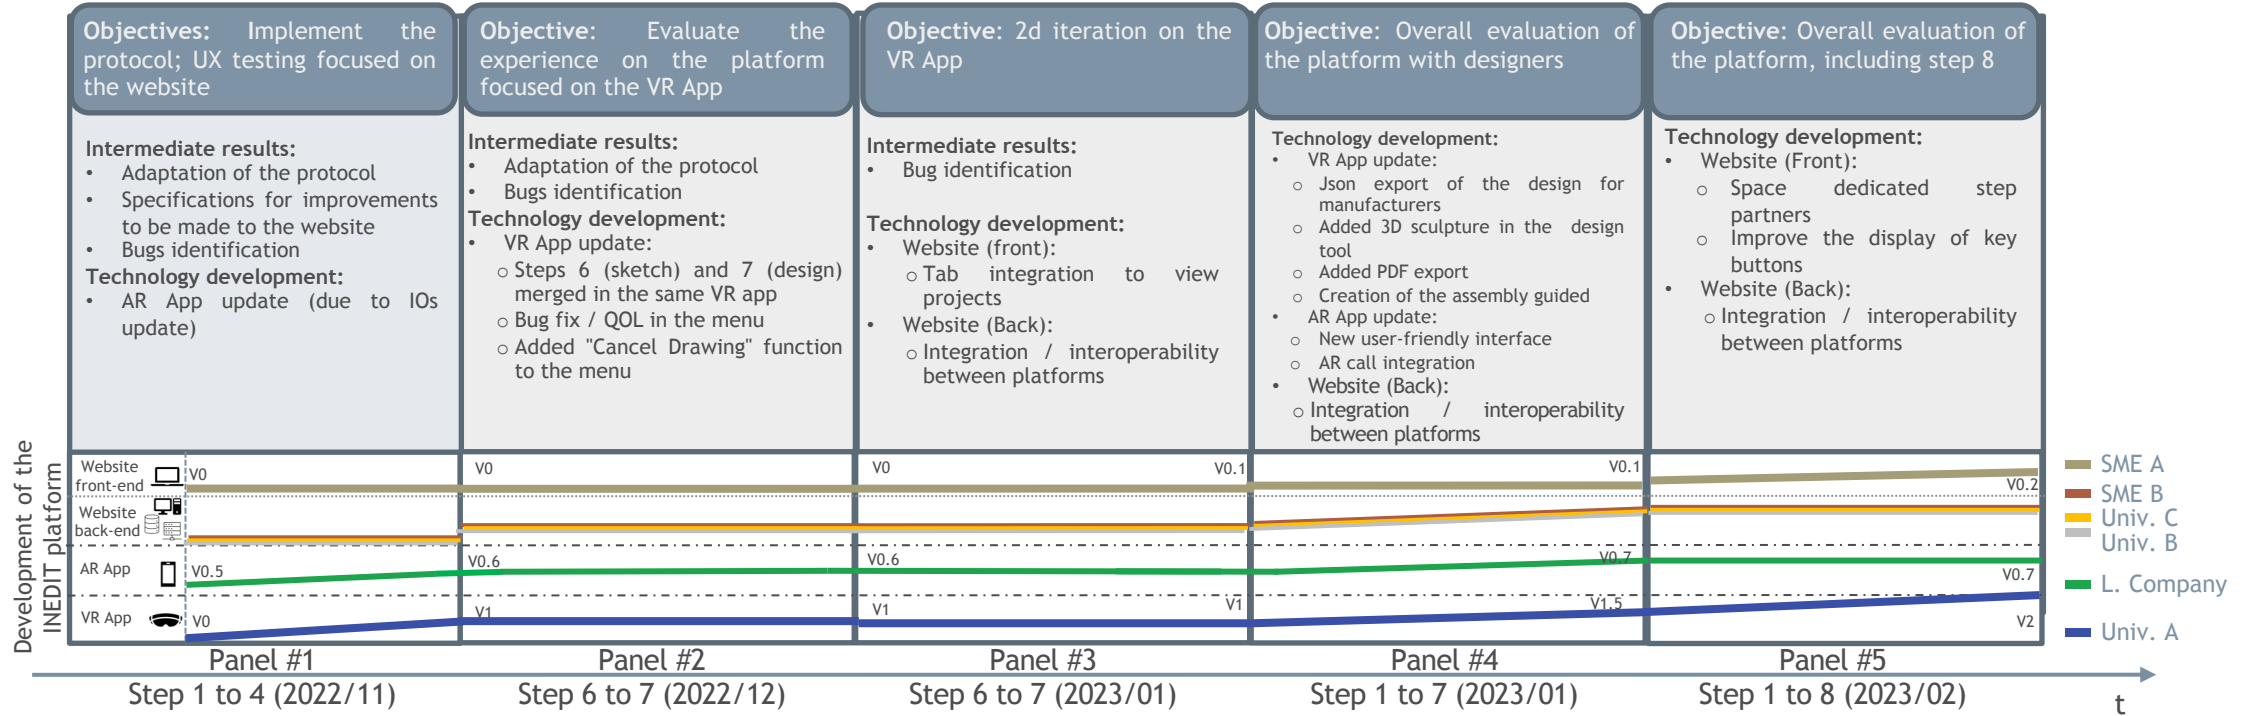 Objectives: Implement the
protocol; UX testing focused on
the website
Intermediate results:
• Adaptation of the protocol
• Specifications for improvements
to be made to the website
• Bugs identification
Technology development:
• AR App update (due to IOs
update)
Objective: Evaluate the
experience on the platform
focused on the VR App
Intermediate results:
• Adaptation of the protocol
• Bugs identification
Technology development:
• VR App update:
o Steps 6 (sketch) and 7 (design)
merged in the same VR app
o Bug fix / QOL in the menu
o Added "Cancel Drawing" function
to the menu
Objective: 2d iteration on the
VR App
Intermediate results:
• Bug identification
Technology development:
• Website (front):
o Tab integration to view
projects
• Website (Back):
o Integration / interoperability
between platforms
Objective: Overall evaluation of
the platform with designers
Technology development:
• VR App update:
o Json export of the design for
manufacturers
o Added 3D sculpture in the design
tool
o Added PDF export
o Creation of the assembly guided
• AR App update:
o New user-friendly interface
o AR call integration
• Website (Back):
o Integration / interoperability
between platforms
Objective: Overall evaluation of
the platform, including step 8
Technology development:
• Website (Front):
o Space dedicated step
partners
o Improve the display of key
buttons
• Website (Back):
o Integration / interoperability
between platforms
Development of the
INEDIT platform
Website
front-end
V0
V0
V0
V0.1
V0.1
V0.2
Website
back-end
AR App
V0.5
V0.6
V0.6
V0.7
V0.7
VR App
V0
V1
V1
V1
V1.5
V2
SME A
SME B
Univ. C
Univ. B
L. Company
Univ. A
Panel #1
Panel #2
Panel #3
Panel #4
Panel #5
Step 1 to 4 (2022/11)
Step 6 to 7 (2022/12)
Step 6 to 7 (2023/01)
Step 1 to 7 (2023/01)
Step 1 to 8 (2023/02)
t